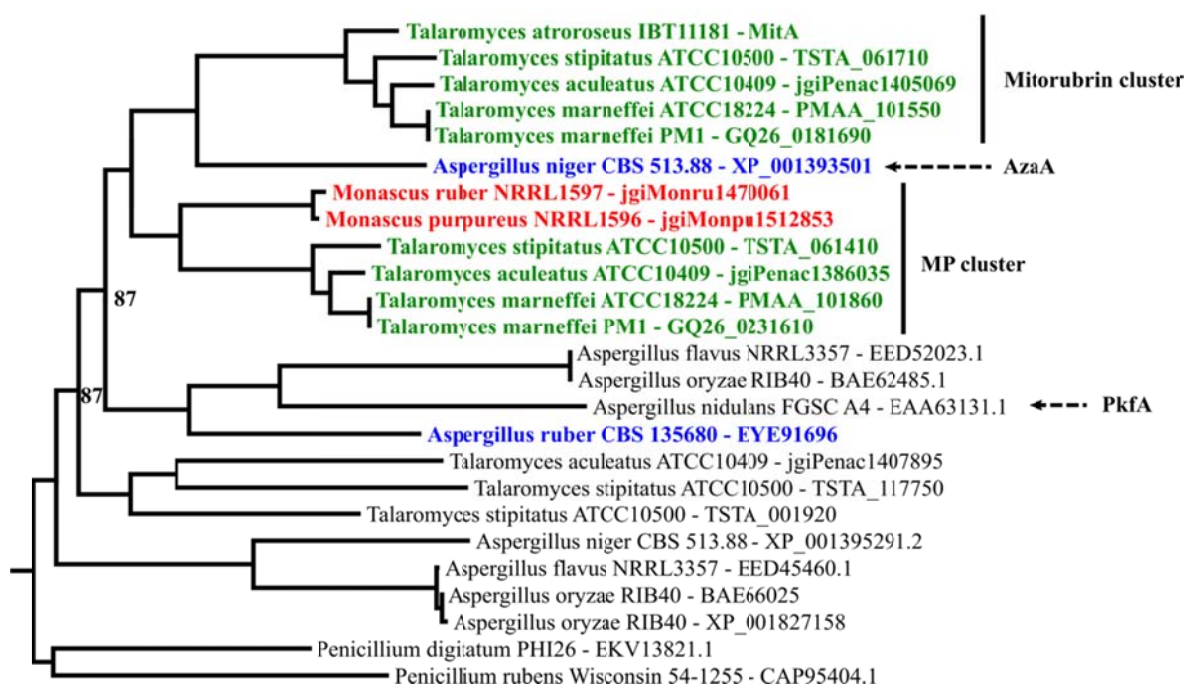 Talaromyces atroroseus IBT11181 - MitA
Talaromyces stipitatus ATCC10500 - TSTA_061710
Talaromyces aculeatus ATCC10409 - jgiPenac1405069
Mitorubrin cluster
Talaromyces marneffei ATCC18224 - PMAA_101550
Talaromyces marneffei PM1 - GQ26_0181690
Aspergillus niger CBS 513.88 - XP_001393501
AzaA
Monascus ruber NRRL1597 - jgiMonru1470061
Monascus purpureus NRRL1596 - jgiMonpu1512853
Talaromyces stipitatus ATCC10500 - TSTA_061410
MP cluster
Talaromyces aculeatus ATCC10409 - jgiPenac1386035
87
Talaromyces marneffei ATCC18224 - PMAA_101860
Talaromyces marneffei PM1 - GQ26_0231610
Aspergillus flavus NRRL3357 - EED52023.1
Aspergillus oryzae RIB40 - BAE62485.1
87
Aspergillus nidulans FGSC A4 - EAA63131.1
PkfA
Aspergillus ruber CBS 135680 - EYE91696
Talaromyces aculeatus ATCC10409 - jgiPenac1407895
Talaromyces stipitatus ATCC10500 - TSTA_117750
Talaromyces stipitatus ATCC10500 - TSTA_001920
Aspergillus niger CBS 513.88 - XP_001395291.2
Aspergillus flavus NRRL3357 - EED45460.1
Aspergillus oryzae RIB40 - BAE66025
Aspergillus oryzae RIB40 - XP_001827158
Penicillium digitatum PHI26 - EKV13821.1
Penicillium rubens Wisconsin 54-1255 - CAP95404.1